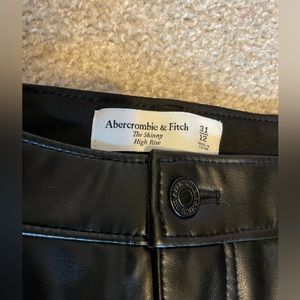 Abercrombie & Fitch
The Skinny
High Rise
31
12